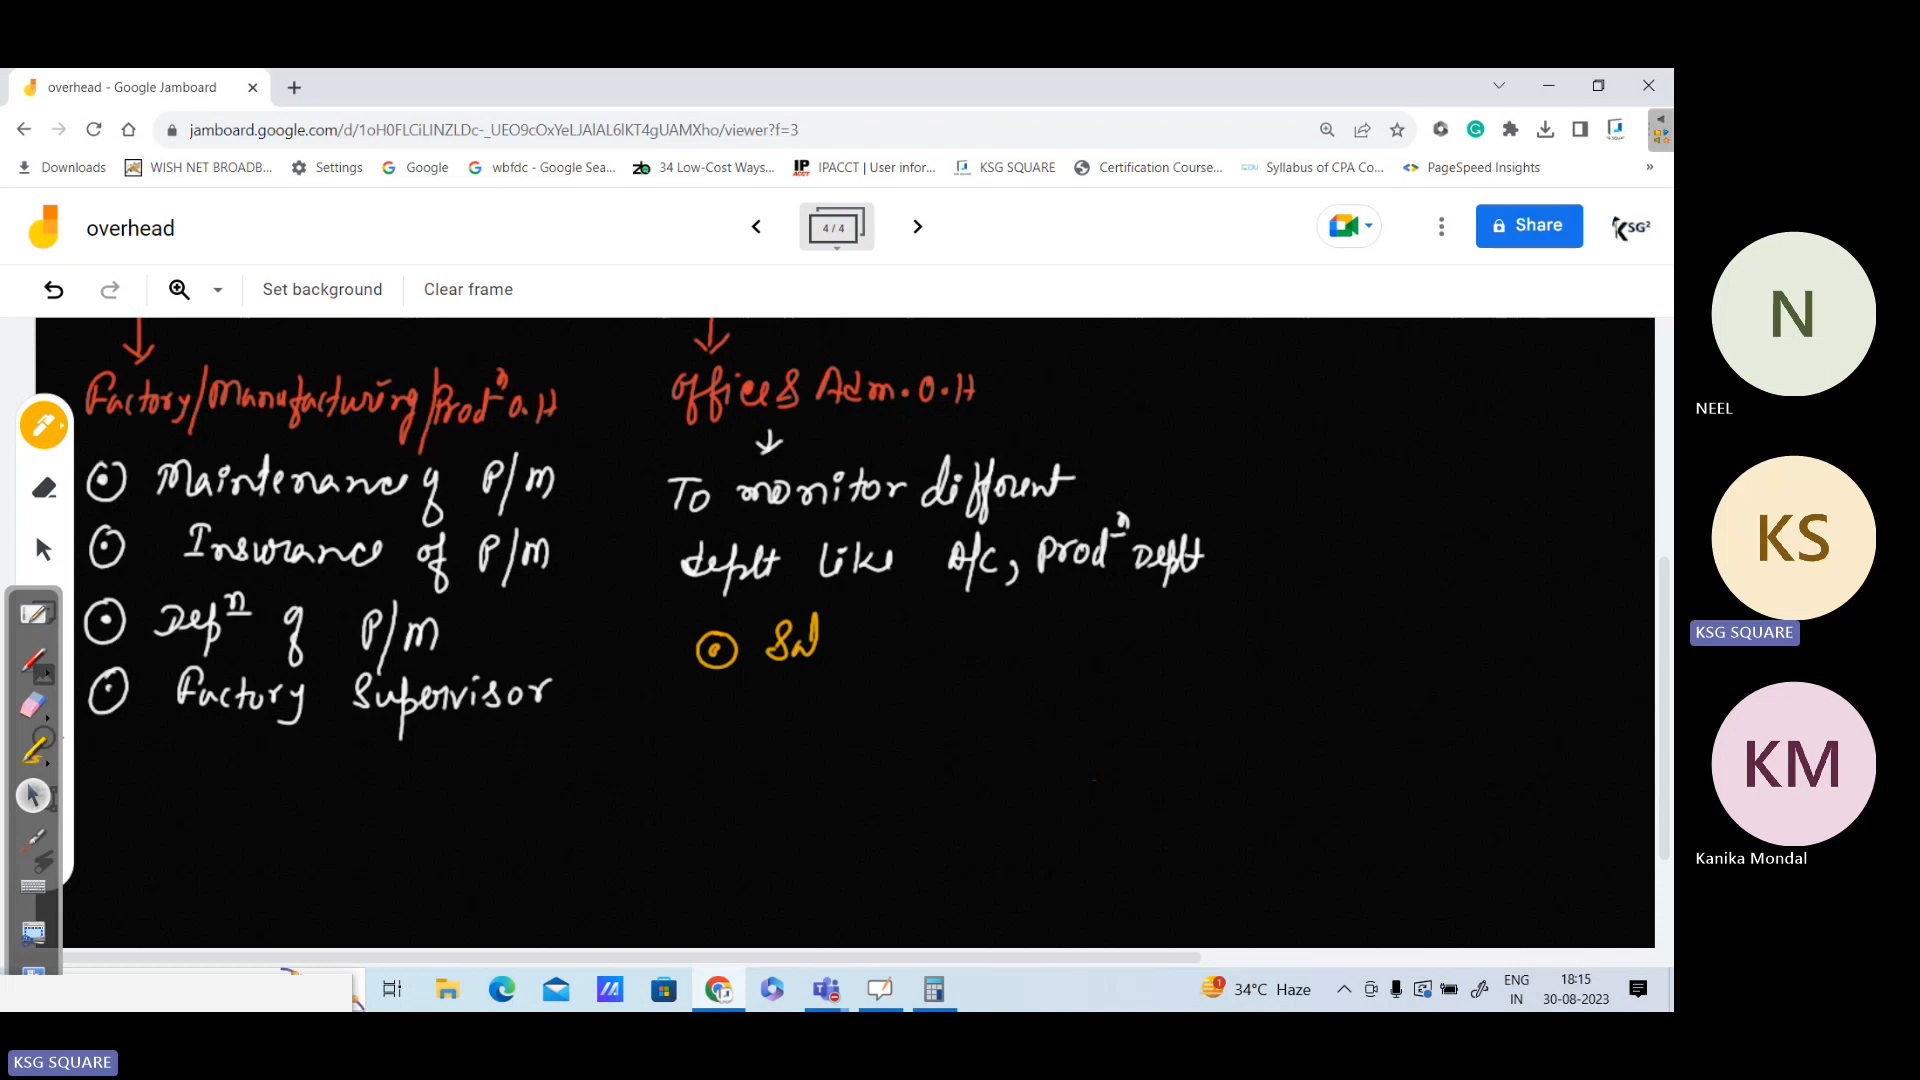 overhead - Google Jamboard
jamboard.google.com/d/1oH0FLCiLINZLDc-_UEO9cOxYeLJAlAL6lKT4gUAMXho/viewer?f=3
Downloads WISH NET BROADB... Settings Google wbfdc - Google Sea... 34 Low-Cost Ways... IPACCT | User infor... KSG SQUARE Certification Course... Syllabus of CPA Co... PageSpeed Insights »
overhead 4 / 4 Share KSG²
Set background Clear frame
Factory/Manufacturing/Prodⁿ O.H
Maintenance of P/M
Insurance of P/M
Depⁿ of P/M
Factory Supervisor
Office & Adm. O.H
To monitor different
deptt like A/c, Prodⁿ Deptt
Sal
N
NEEL
KS
KSG SQUARE
KM
Kanika Mondal
34°C Haze
ENG
IN
18:15
30-08-2023
KSG SQUARE